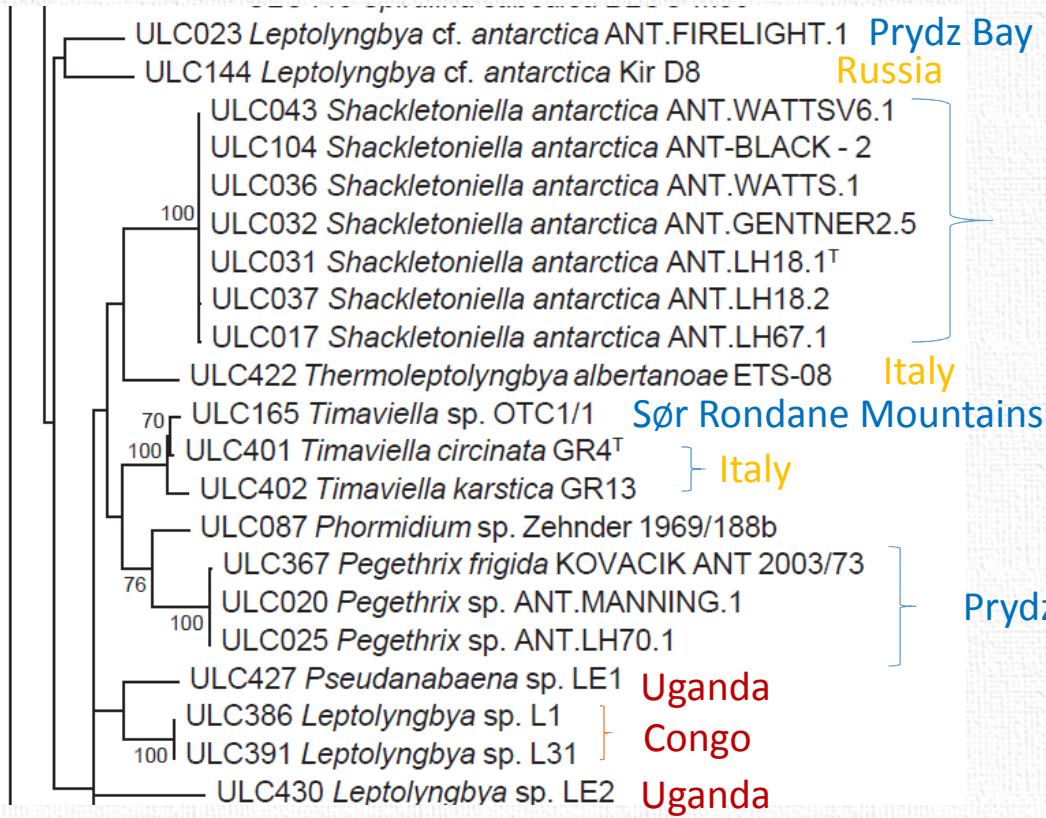 ULC023 Leptolyngbya cf. antarctica ANT.FIRELIGHT.1 Prydz Bay
ULC144 Leptolyngbya cf. antarctica Kir D8 Russia
ULC043 Shackletoniella antarctica ANT.WATTSV6.1
ULC104 Shackletoniella antarctica ANT-BLACK - 2
ULC036 Shackletoniella antarctica ANT.WATTS.1
100
ULC032 Shackletoniella antarctica ANT.GENTNER2.5
ULC031 Shackletoniella antarctica ANT.LH18.1ᵀ
ULC037 Shackletoniella antarctica ANT.LH18.2
ULC017 Shackletoniella antarctica ANT.LH67.1
ULC422 Thermoleptolyngbya albertanoae ETS-08 Italy
70 ULC165 Timaviella sp. OTC1/1 Sør Rondane Mountains
100 ULC401 Timaviella circinata GR4ᵀ
Italy
ULC402 Timaviella karstica GR13
ULC087 Phormidium sp. Zehnder 1969/188b
ULC367 Pegethrix frigida KOVACIK ANT 2003/73
76
ULC020 Pegethrix sp. ANT.MANNING.1 Prydz
100
ULC025 Pegethrix sp. ANT.LH70.1
ULC427 Pseudanabaena sp. LE1 Uganda
ULC386 Leptolyngbya sp. L1
Congo
100 ULC391 Leptolyngbya sp. L31
ULC430 Leptolyngbya sp. LE2 Uganda